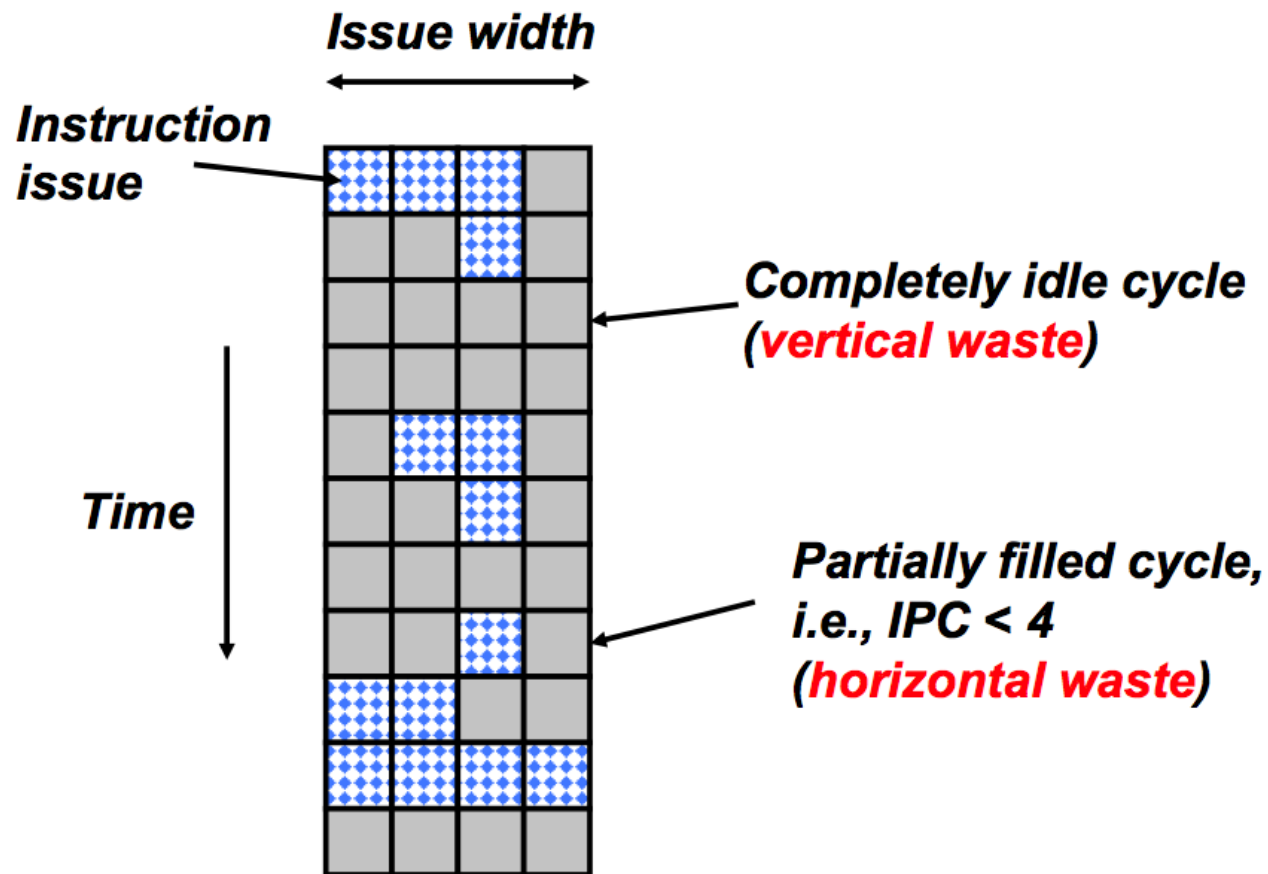 Issue width
Instruction
issue
Completely idle cycle
(vertical waste)
Time
Partially filled cycle,
i.e., IPC < 4
(horizontal waste)